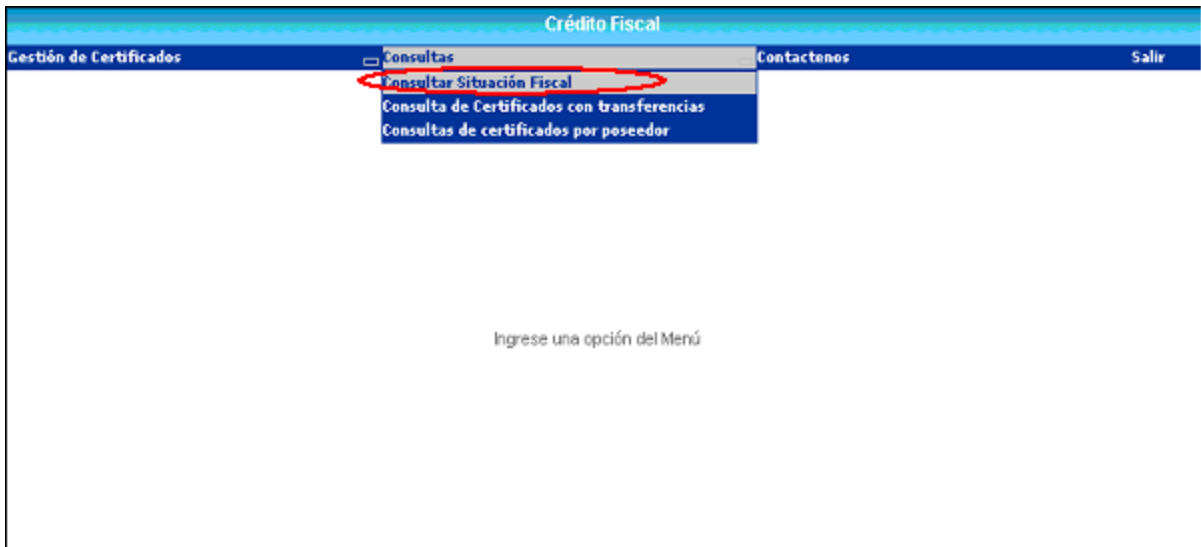 Crédito Fiscal
Gestión de Certificados Consultas Contactenos Salir
Consultar Situación Fiscal
Consulta de Certificados con transferencias
Consultas de certificados por poseedor
Ingrese una opción del Menú